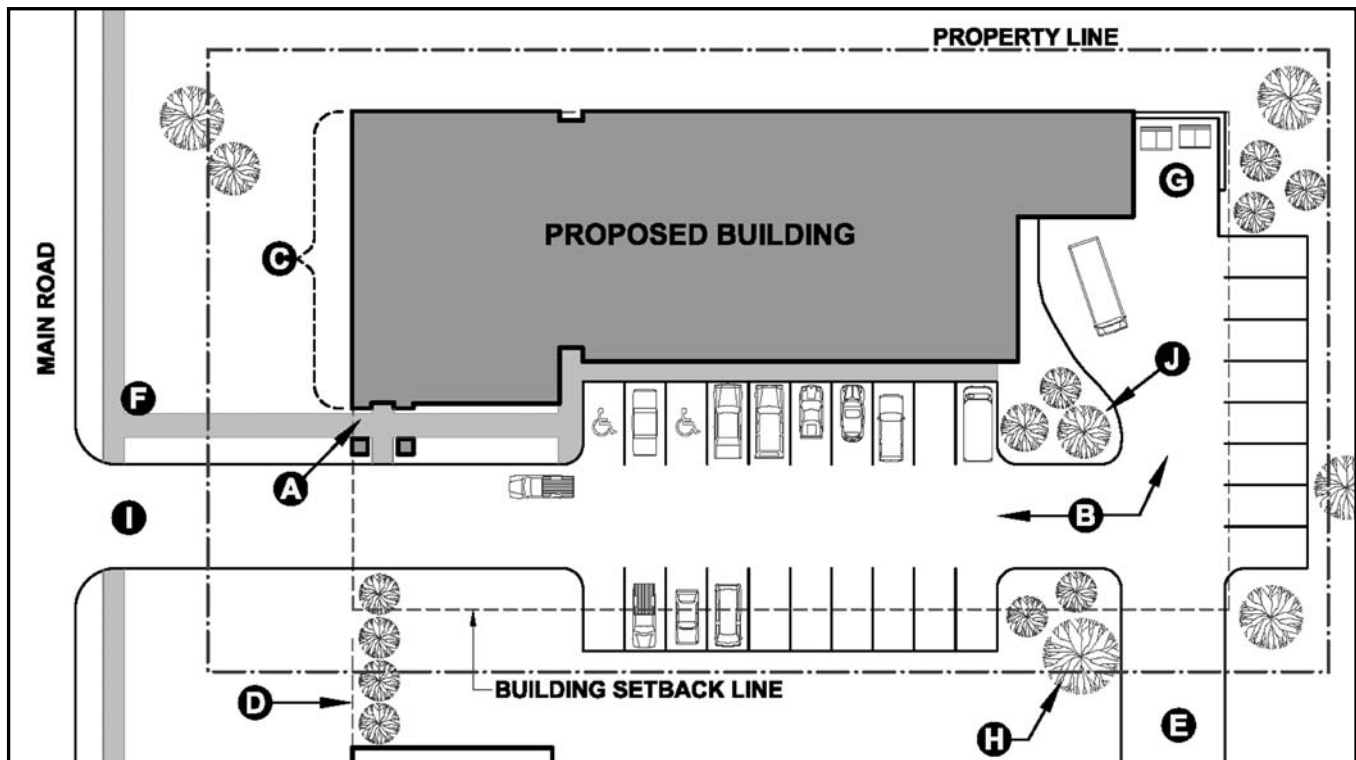 PROPERTY LINE
G
PROPOSED BUILDING
C
MAIN ROAD
J
F
A
I
B
BUILDING SETBACK LINE
D
H
E